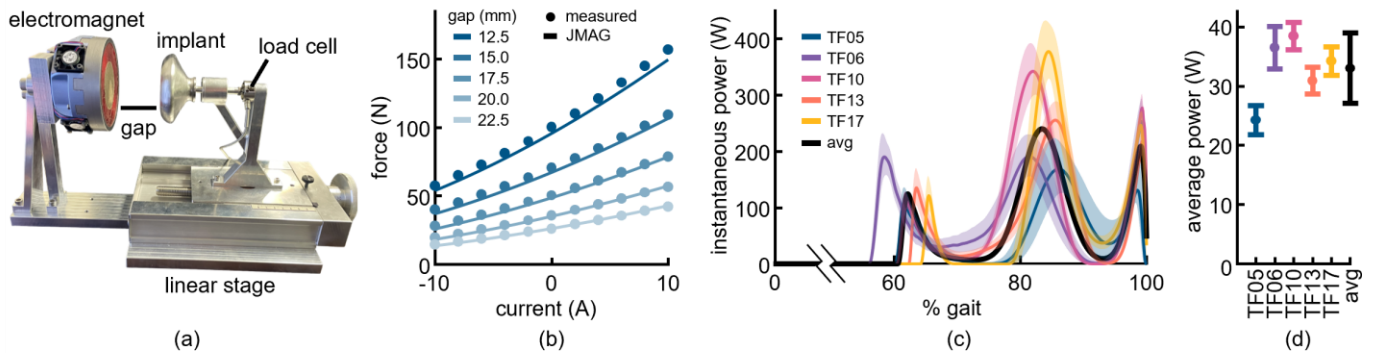 electromagnet
implant
load cell
gap
linear stage
(a)
gap (mm)
12.5
15.0
17.5
20.0
22.5
measured
JMAG
force (N)
150
100
50
0
-10
0
10
current (A)
(b)
instantaneous power (W)
400
300
200
100
0
TF05
TF06
TF10
TF13
TF17
avg
0
60
80
100
% gait
(c)
average power (W)
40
30
20
10
0
TF05
TF06
TF10
TF13
TF17
avg
(d)